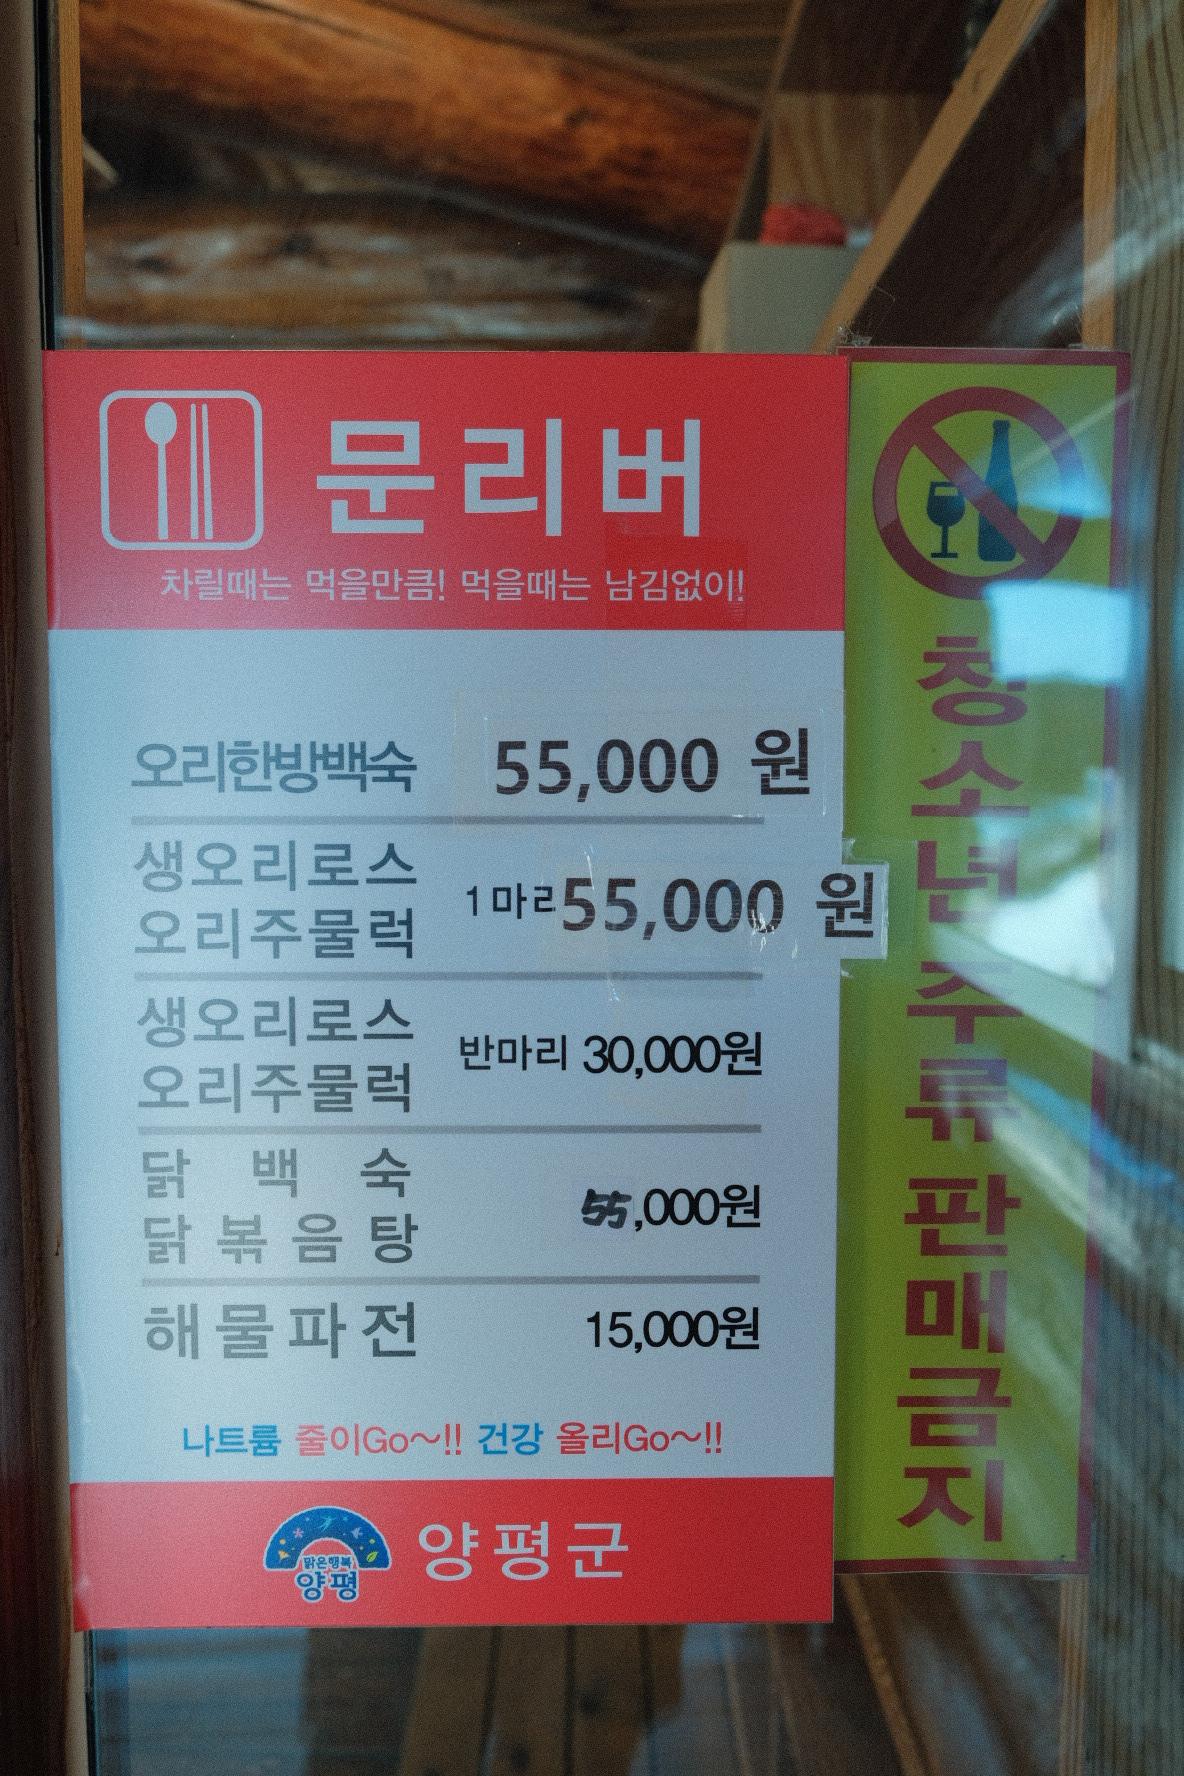 문리버
차릴때는 먹을만큼! 먹을때는 남김없이!
오리한방백숙 55,000 원
생오리로스
오리주물럭
1마리 55,000 원
생오리로스
오리주물럭
반마리 30,000원
닭 백 숙
닭볶음탕
55,000원
해물파전 15,000원
나트륨 줄이Go~!! 건강 올리Go~!!
맑은행복
양평
양평군
청소년 주류 판매금지